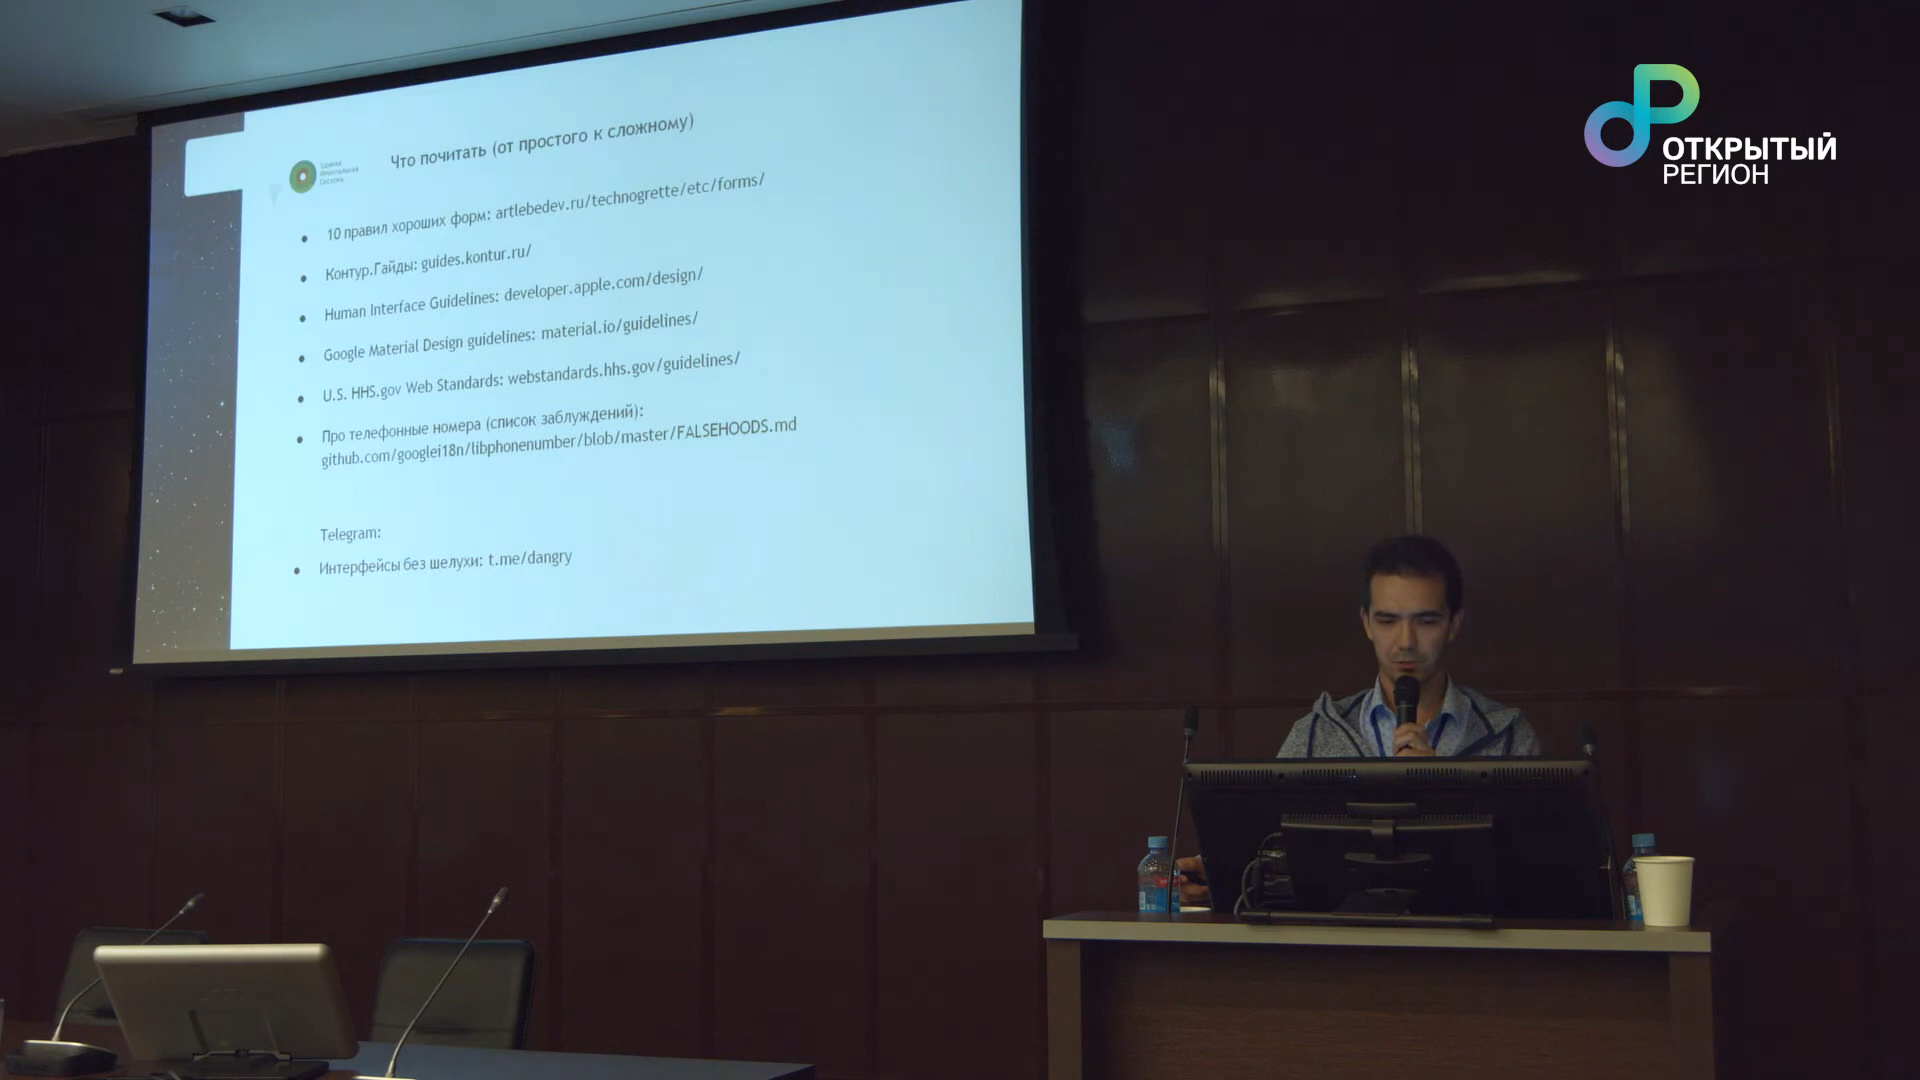 ОТКРЫТЫЙ
РЕГИОН
Единая
Фронтальная
Система
Что почитать (от простого к сложному)
• 10 правил хороших форм: artlebedev.ru/technogrette/etc/forms/
• Контур.Гайды: guides.kontur.ru/
• Human Interface Guidelines: developer.apple.com/design/
• Google Material Design guidelines: material.io/guidelines/
• U.S. HHS.gov Web Standards: webstandards.hhs.gov/guidelines/
• Про телефонные номера (список заблуждений):
github.com/googlei18n/libphonenumber/blob/master/FALSEHOODS.md
Telegram:
• Интерфейсы без шелухи: t.me/dangry